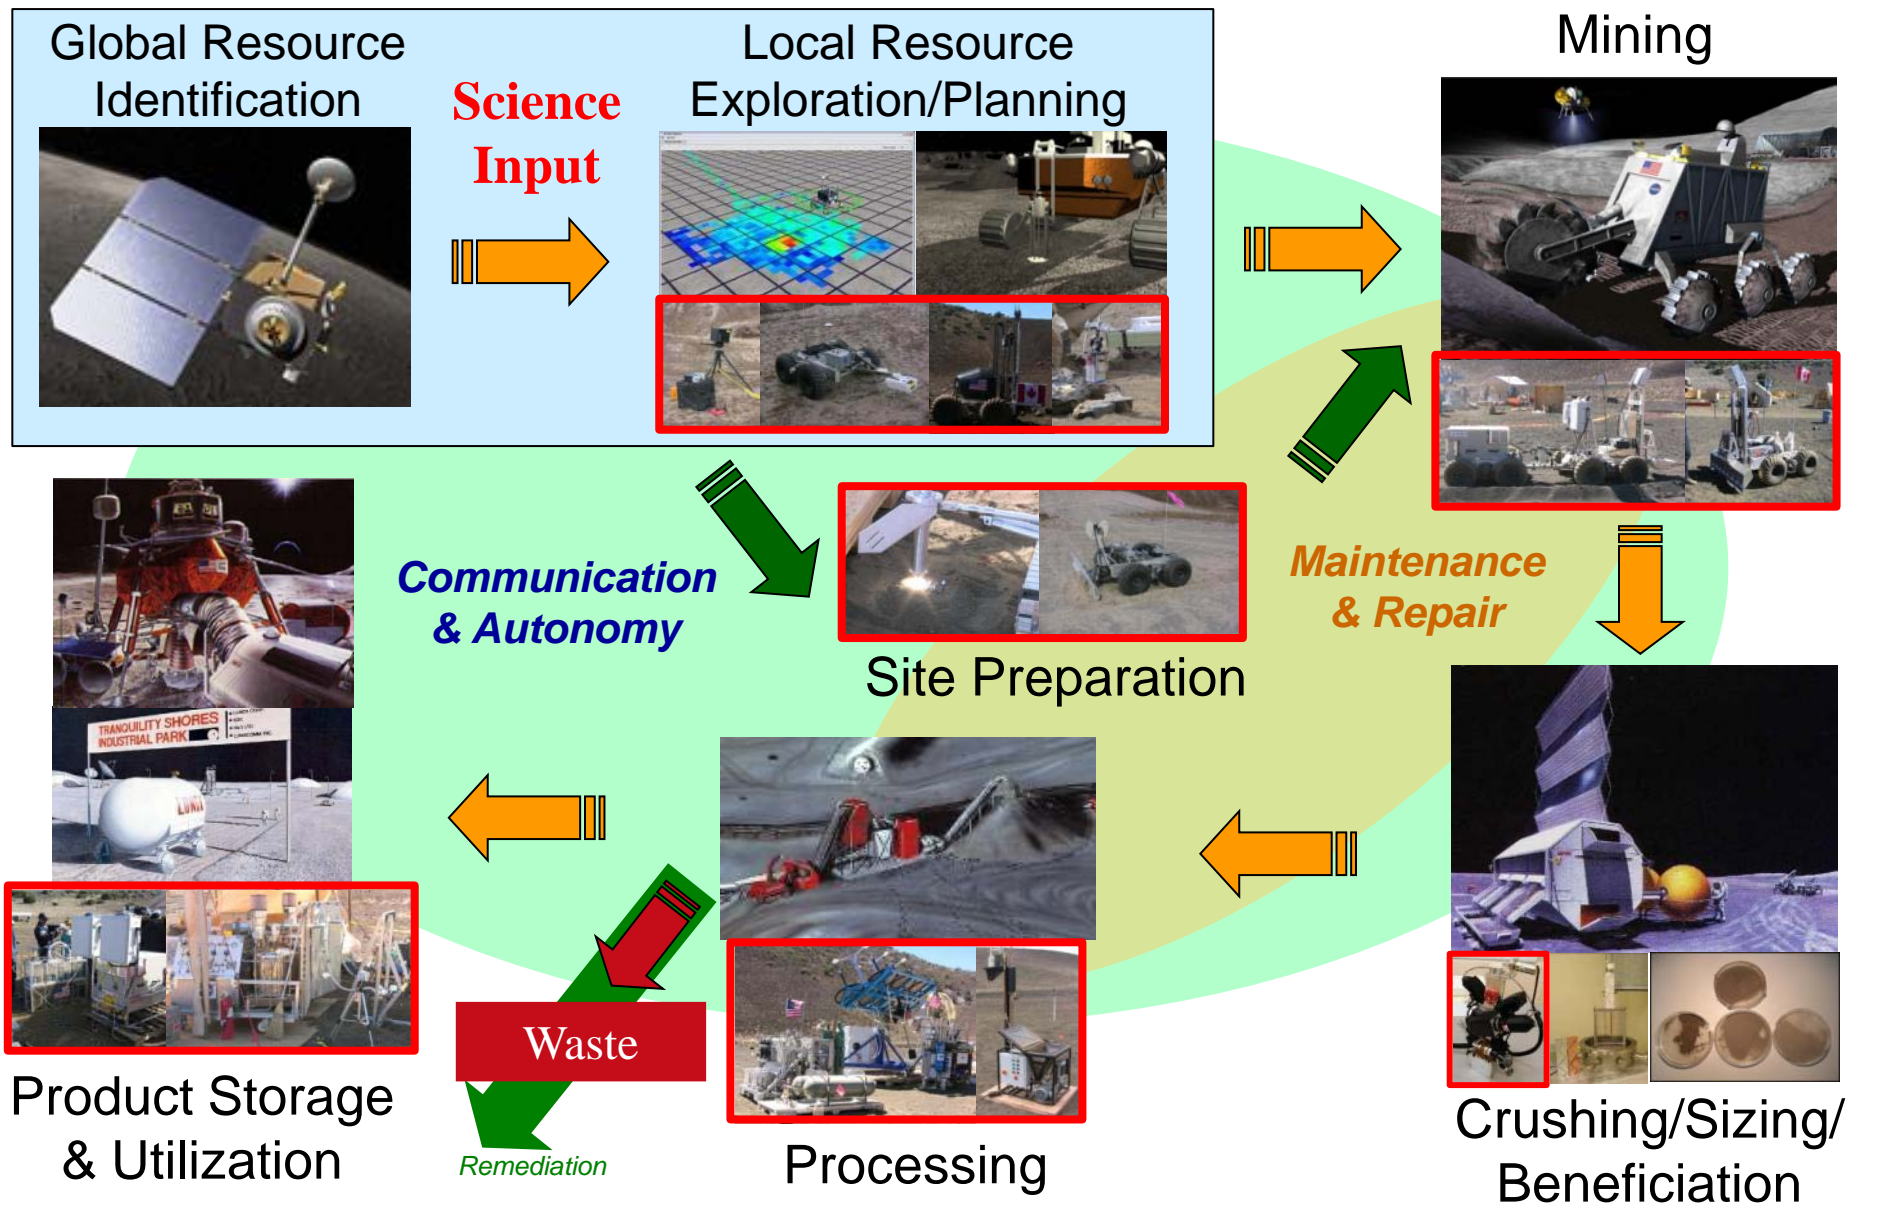 Global Resource
Identification
Science
Input
Local Resource
Exploration/Planning
Mining
Communication
& Autonomy
Maintenance
& Repair
Site Preparation
TRANQUILITY SHORES
INDUSTRIAL PARK
Waste
Remediation
Product Storage
& Utilization
Processing
Crushing/Sizing/
Beneficiation